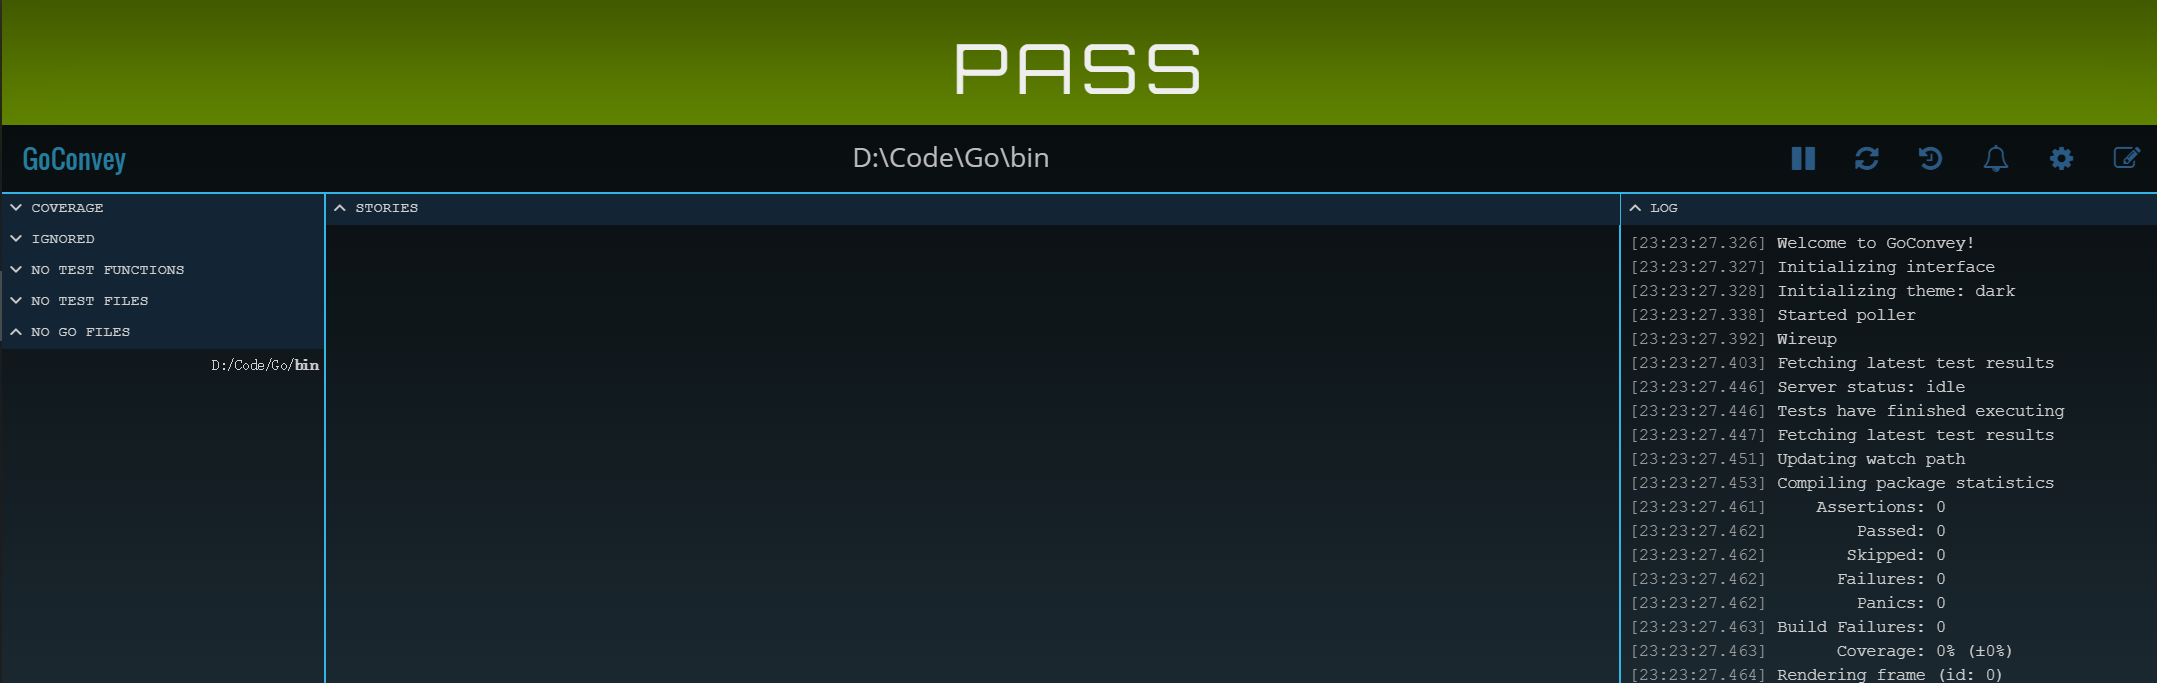 PASS
GoConvey
D:\Code\Go\bin
COVERAGE
IGNORED
NO TEST FUNCTIONS
NO TEST FILES
NO GO FILES
D:/Code/Go/bin
STORIES
LOG
[23:23:27.326] Welcome to GoConvey!
[23:23:27.327] Initializing interface
[23:23:27.328] Initializing theme: dark
[23:23:27.338] Started poller
[23:23:27.392] Wireup
[23:23:27.403] Fetching latest test results
[23:23:27.446] Server status: idle
[23:23:27.446] Tests have finished executing
[23:23:27.447] Fetching latest test results
[23:23:27.451] Updating watch path
[23:23:27.453] Compiling package statistics
[23:23:27.461] Assertions: 0
[23:23:27.462] Passed: 0
[23:23:27.462] Skipped: 0
[23:23:27.462] Failures: 0
[23:23:27.462] Panics: 0
[23:23:27.463] Build Failures: 0
[23:23:27.463] Coverage: 0% (±0%)
[23:23:27.464] Rendering frame (id: 0)